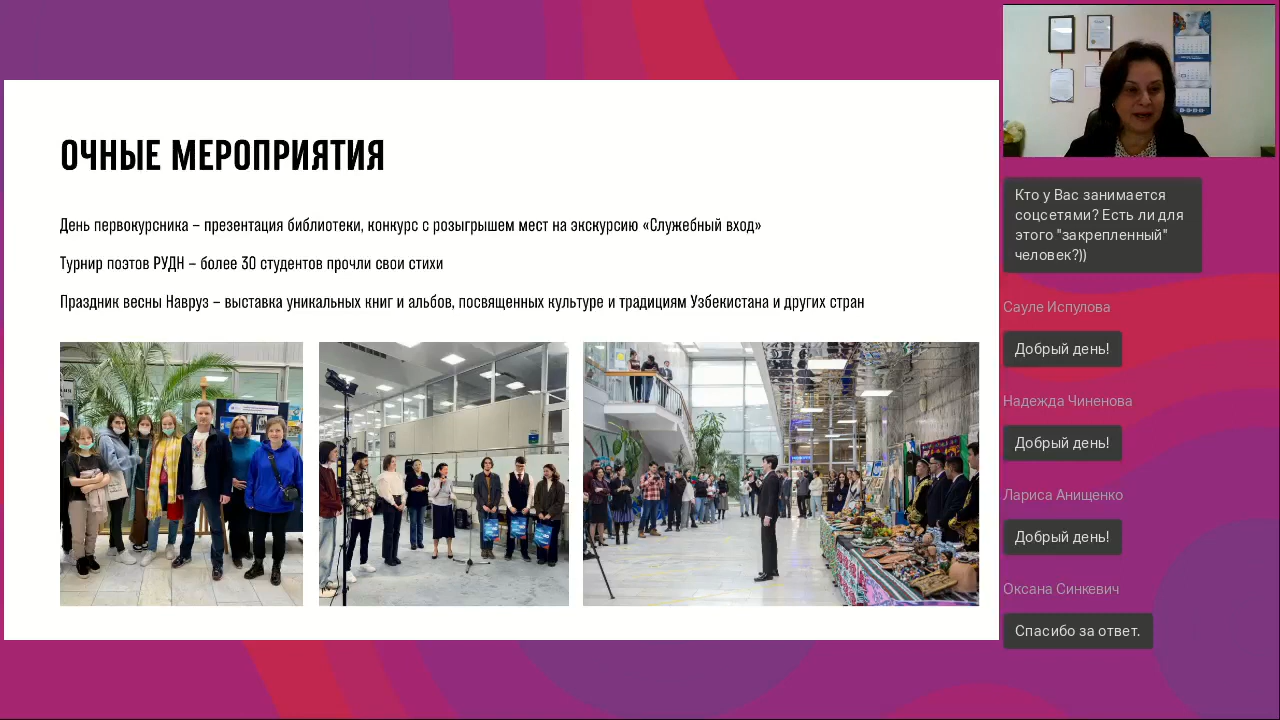 ОЧНЫЕ МЕРОПРИЯТИЯ
День первокурсника – презентация библиотеки, конкурс с розыгрышем мест на экскурсию «Служебный вход»
Турнир поэтов РУДН – более 30 студентов прочли свои стихи
Праздник весны Навруз – выставка уникальных книг и альбов, посвященных культуре и традициям Узбекистана и других стран
Кто у Вас занимается
соцсетями? Есть ли для
этого "закрепленный"
человек?))
Сауле Испулова
Добрый день!
Надежда Чиненова
Добрый день!
Лариса Анищенко
Добрый день!
Оксана Синкевич
Спасибо за ответ.